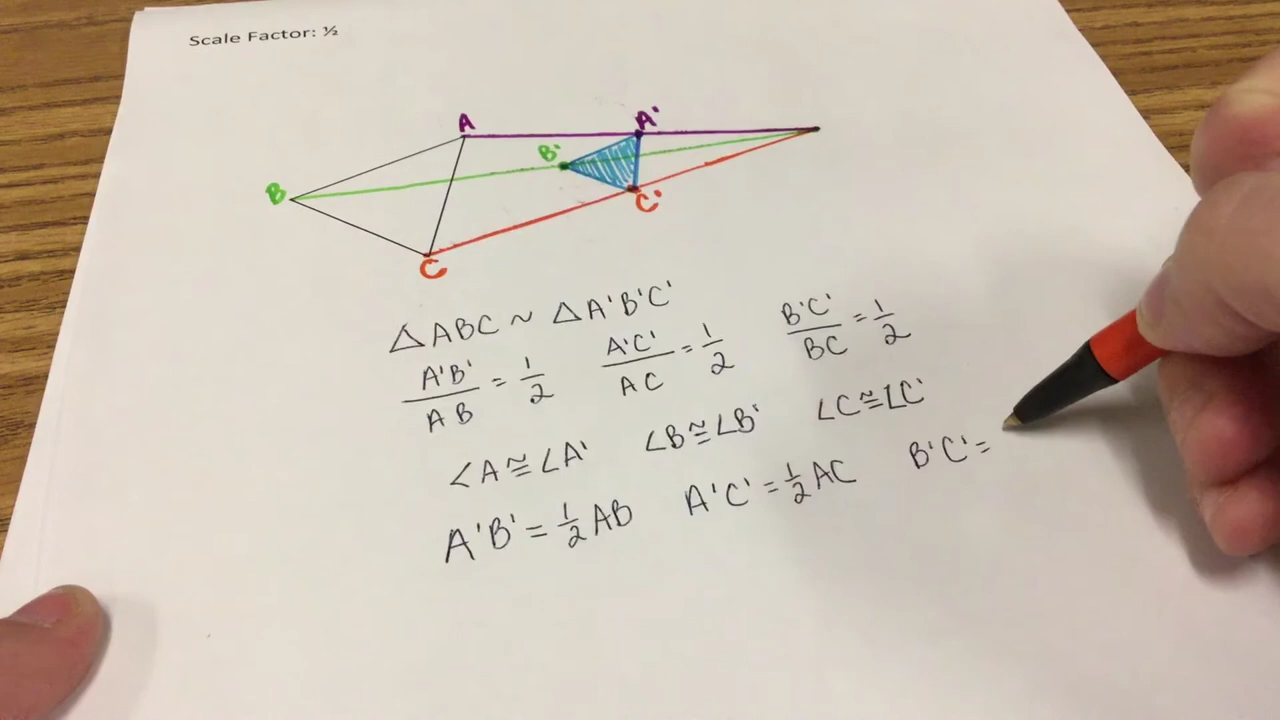 Scale Factor: ½
A A'
B'
B
C'
C
△ABC ~ △A'B'C'
A'B'/AB = 1/2 A'C'/AC = 1/2 B'C'/BC = 1/2
∠A≅∠A' ∠B≅∠B' ∠C≅∠C'
A'B' = 1/2 AB A'C' = 1/2 AC B'C' =